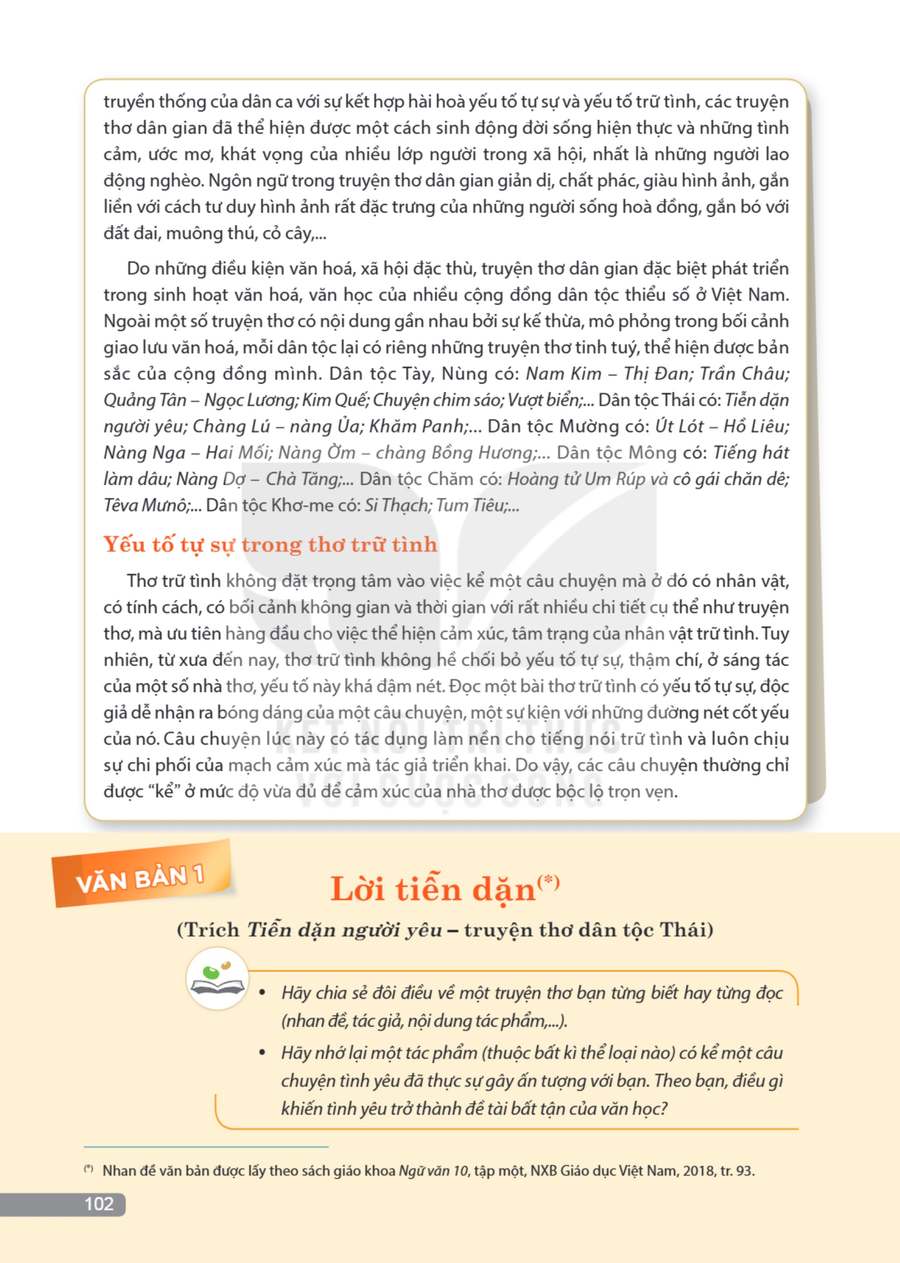 truyền thống của dân ca với sự kết hợp hài hoà yếu tố tự sự và yếu tố trữ tình, các truyện
thơ dân gian đã thể hiện được một cách sinh động đời sống hiện thực và những tình
cảm, ước mơ, khát vọng của nhiều lớp người trong xã hội, nhất là những người lao
động nghèo. Ngôn ngữ trong truyện thơ dân gian giản dị, chất phác, giàu hình ảnh, gắn
liền với cách tư duy hình ảnh rất đặc trưng của những người sống hoà đồng, gắn bó với
đất đai, muông thú, cỏ cây,...
Do những điều kiện văn hoá, xã hội đặc thù, truyện thơ dân gian đặc biệt phát triển
trong sinh hoạt văn hoá, văn học của nhiều cộng đồng dân tộc thiểu số ở Việt Nam.
Ngoài một số truyện thơ có nội dung gần nhau bởi sự kế thừa, mô phỏng trong bối cảnh
giao lưu văn hoá, mỗi dân tộc lại có riêng những truyện thơ tinh tuý, thể hiện được bản
sắc của cộng đồng mình. Dân tộc Tày, Nùng có: Nam Kim – Thị Đan; Trần Châu;
Quảng Tân – Ngọc Lương; Kim Quế; Chuyện chim sáo; Vượt biển;... Dân tộc Thái có: Tiễn dặn
người yêu; Chàng Lú – nàng Ủa; Khăm Panh;... Dân tộc Mường có: Út Lót – Hồ Liêu;
Nàng Nga – Hai Mối; Nàng Ờm – chàng Bồng Hương;... Dân tộc Mông có: Tiếng hát
làm dâu; Nàng Dợ – Chà Tăng;... Dân tộc Chăm có: Hoàng tử Um Rúp và cô gái chăn dê;
Têva Mưnô;... Dân tộc Khơ-me có: Si Thạch; Tum Tiêu;...
Yếu tố tự sự trong thơ trữ tình
Thơ trữ tình không đặt trọng tâm vào việc kể một câu chuyện mà ở đó có nhân vật,
có tính cách, có bối cảnh không gian và thời gian với rất nhiều chi tiết cụ thể như truyện
thơ, mà ưu tiên hàng đầu cho việc thể hiện cảm xúc, tâm trạng của nhân vật trữ tình. Tuy
nhiên, từ xưa đến nay, thơ trữ tình không hề chối bỏ yếu tố tự sự, thậm chí, ở sáng tác
của một số nhà thơ, yếu tố này khá đậm nét. Đọc một bài thơ trữ tình có yếu tố tự sự, độc
giả dễ nhận ra bóng dáng của một câu chuyện, một sự kiện với những đường nét cốt yếu
của nó. Câu chuyện lúc này có tác dụng làm nền cho tiếng nói trữ tình và luôn chịu
sự chi phối của mạch cảm xúc mà tác giả triển khai. Do vậy, các câu chuyện thường chỉ
được “kể” ở mức độ vừa đủ để cảm xúc của nhà thơ được bộc lộ trọn vẹn.
KẾT NỐI TRI THỨC
VỚI CUỘC SỐNG
VĂN BẢN 1
Lời tiễn dặn(*)
(Trích Tiễn dặn người yêu – truyện thơ dân tộc Thái)
• Hãy chia sẻ đôi điều về một truyện thơ bạn từng biết hay từng đọc
(nhan đề, tác giả, nội dung tác phẩm,...).
• Hãy nhớ lại một tác phẩm (thuộc bất kì thể loại nào) có kể một câu
chuyện tình yêu đã thực sự gây ấn tượng với bạn. Theo bạn, điều gì
khiến tình yêu trở thành đề tài bất tận của văn học?
(*) Nhan đề văn bản được lấy theo sách giáo khoa Ngữ văn 10, tập một, NXB Giáo dục Việt Nam, 2018, tr. 93.
102